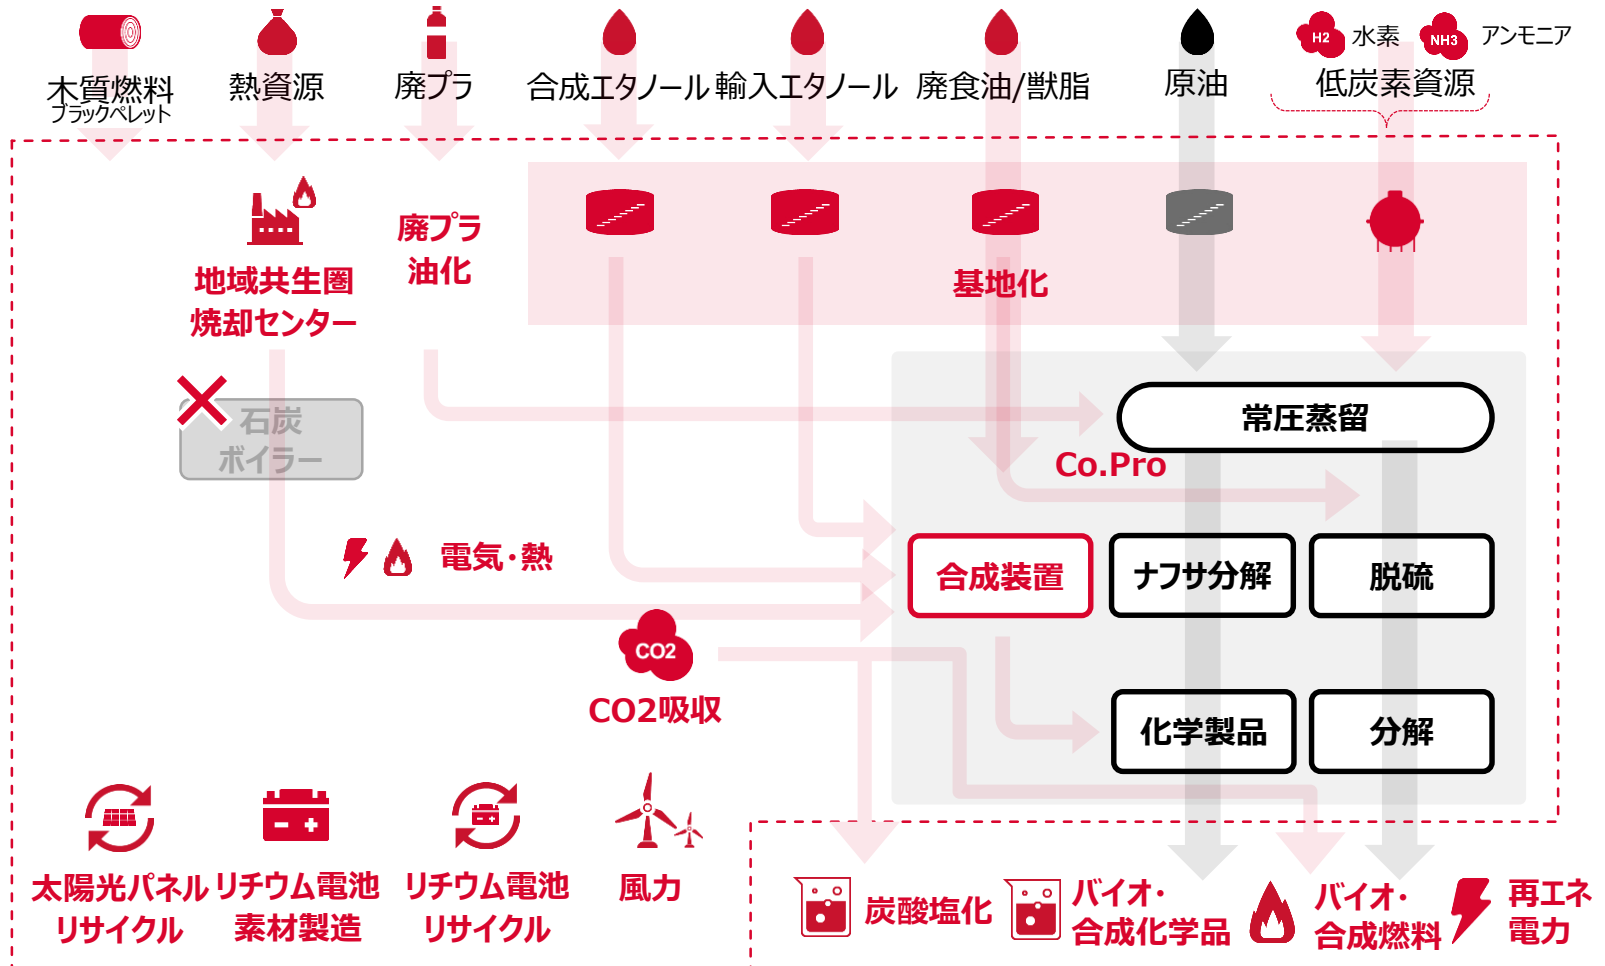 H2 水素 NH3 アンモニア
木質燃料
ブラックペレット
熱資源
廃プラ
合成エタノール
輸入エタノール
廃食油/獣脂
原油
低炭素資源
地域共生圏
焼却センター
廃プラ
油化
基地化
石炭
ボイラー
常圧蒸留
Co.Pro
電気・熱
合成装置
ナフサ分解
脱硫
CO2
CO2吸収
化学製品
分解
太陽光パネル
リサイクル
リチウム電池
素材製造
リチウム電池
リサイクル
風力
炭酸塩化
バイオ・
合成化学品
バイオ・
合成燃料
再エネ
電力